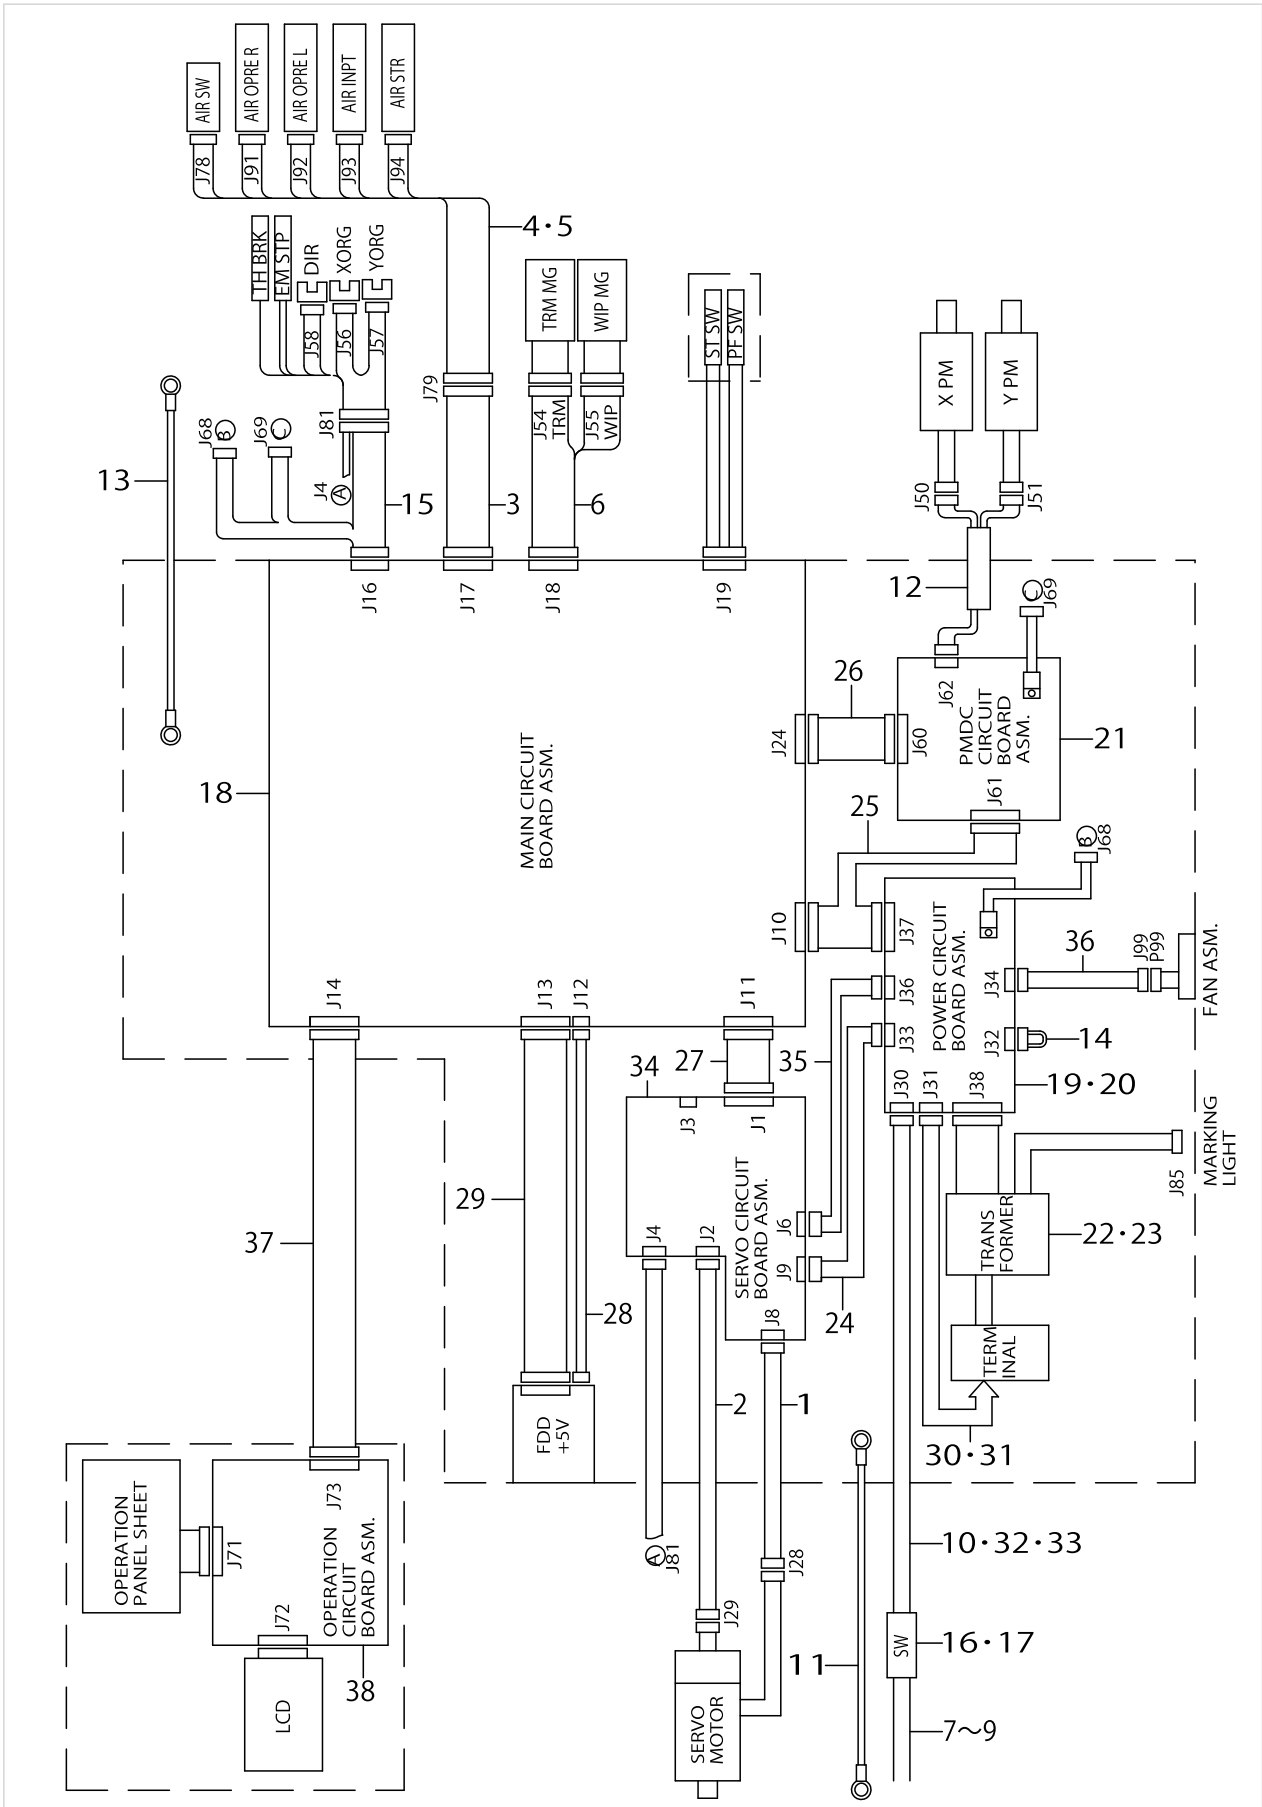 AIR SW
AIR OPRE R
AIR OPRE L
AIR INPT
AIR STR
J78
J91
J92
J93
J94
4・5
TH BRK
EM STP
DIR
XORG
YORG
J58
J56
J57
TRM MG
WIP MG
ST SW
PF SW
X PM
Y PM
13
J68
B
J69
C
J81
J79
J54
TRM
J55
WIP
J4
A
15
3
6
J50
J51
J16
J17
J18
J19
12
J69
C
26
J62
PMDC
CIRCUIT
BOARD
ASM.
21
J24
J60
18
MAIN CIRCUIT
BOARD ASM.
25
J61
B
J68
J10
J37
POWER CIRCUIT
BOARD ASM.
36
J99
P99
FAN ASM.
J14
J13
J12
J11
J36
J34
J33
J32
14
34
27
35
J30
J31
J38
19・20
J3
J1
MARKING
LIGHT
29
SERVO CIRCUIT
BOARD ASM.
J85
37
J4
J2
J6
J9
TRANS
FORMER
22・23
28
J8
24
TERM
INAL
FDD
+5V
2
1
30・31
OPERATION
PANEL SHEET
J73
J71
OPERATION
CIRCUIT
BOARD ASM.
A
J81
J28
10・32・33
J72
J29
LCD
38
SERVO
MOTOR
11
SW
16・17
7～9